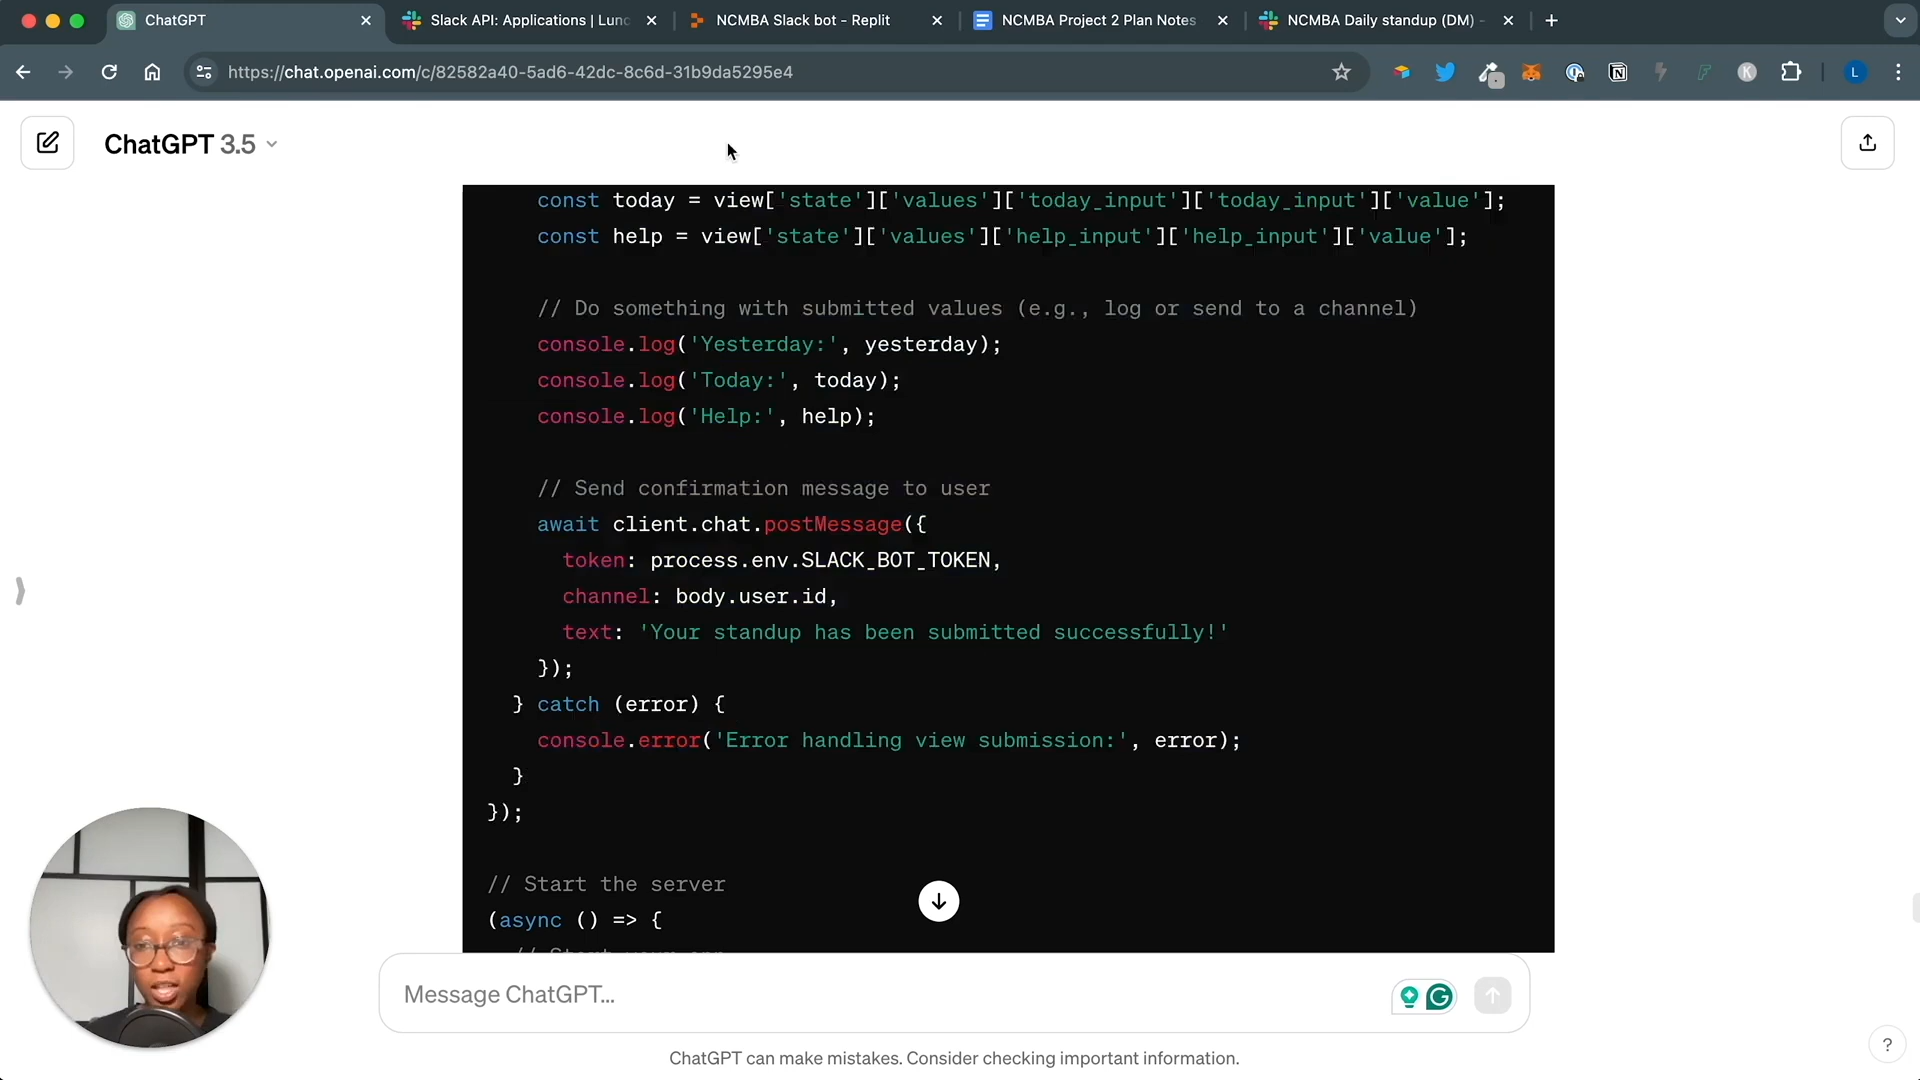 ChatGPT
Slack API: Applications | Lunc
NCMBA Slack bot - Replit
NCMBA Project 2 Plan Notes
NCMBA Daily standup (DM) -
https://chat.openai.com/c/82582a40-5ad6-42dc-8c6d-31b9da5295e4
L
K
ChatGPT 3.5
const today = view['state']['values']['today_input']['today_input']['value'];
const help = view['state']['values']['help_input']['help_input']['value'];
// Do something with submitted values (e.g., log or send to a channel)
console.log('Yesterday:', yesterday);
console.log('Today:', today);
console.log('Help:', help);
// Send confirmation message to user
await client.chat.postMessage({
token: process.env.SLACK_BOT_TOKEN,
channel: body.user.id,
text: 'Your standup has been submitted successfully!'
});
} catch (error) {
console.error('Error handling view submission:', error);
}
});
// Start the server
(async () => {
Message ChatGPT...
ChatGPT can make mistakes. Consider checking important information.
?